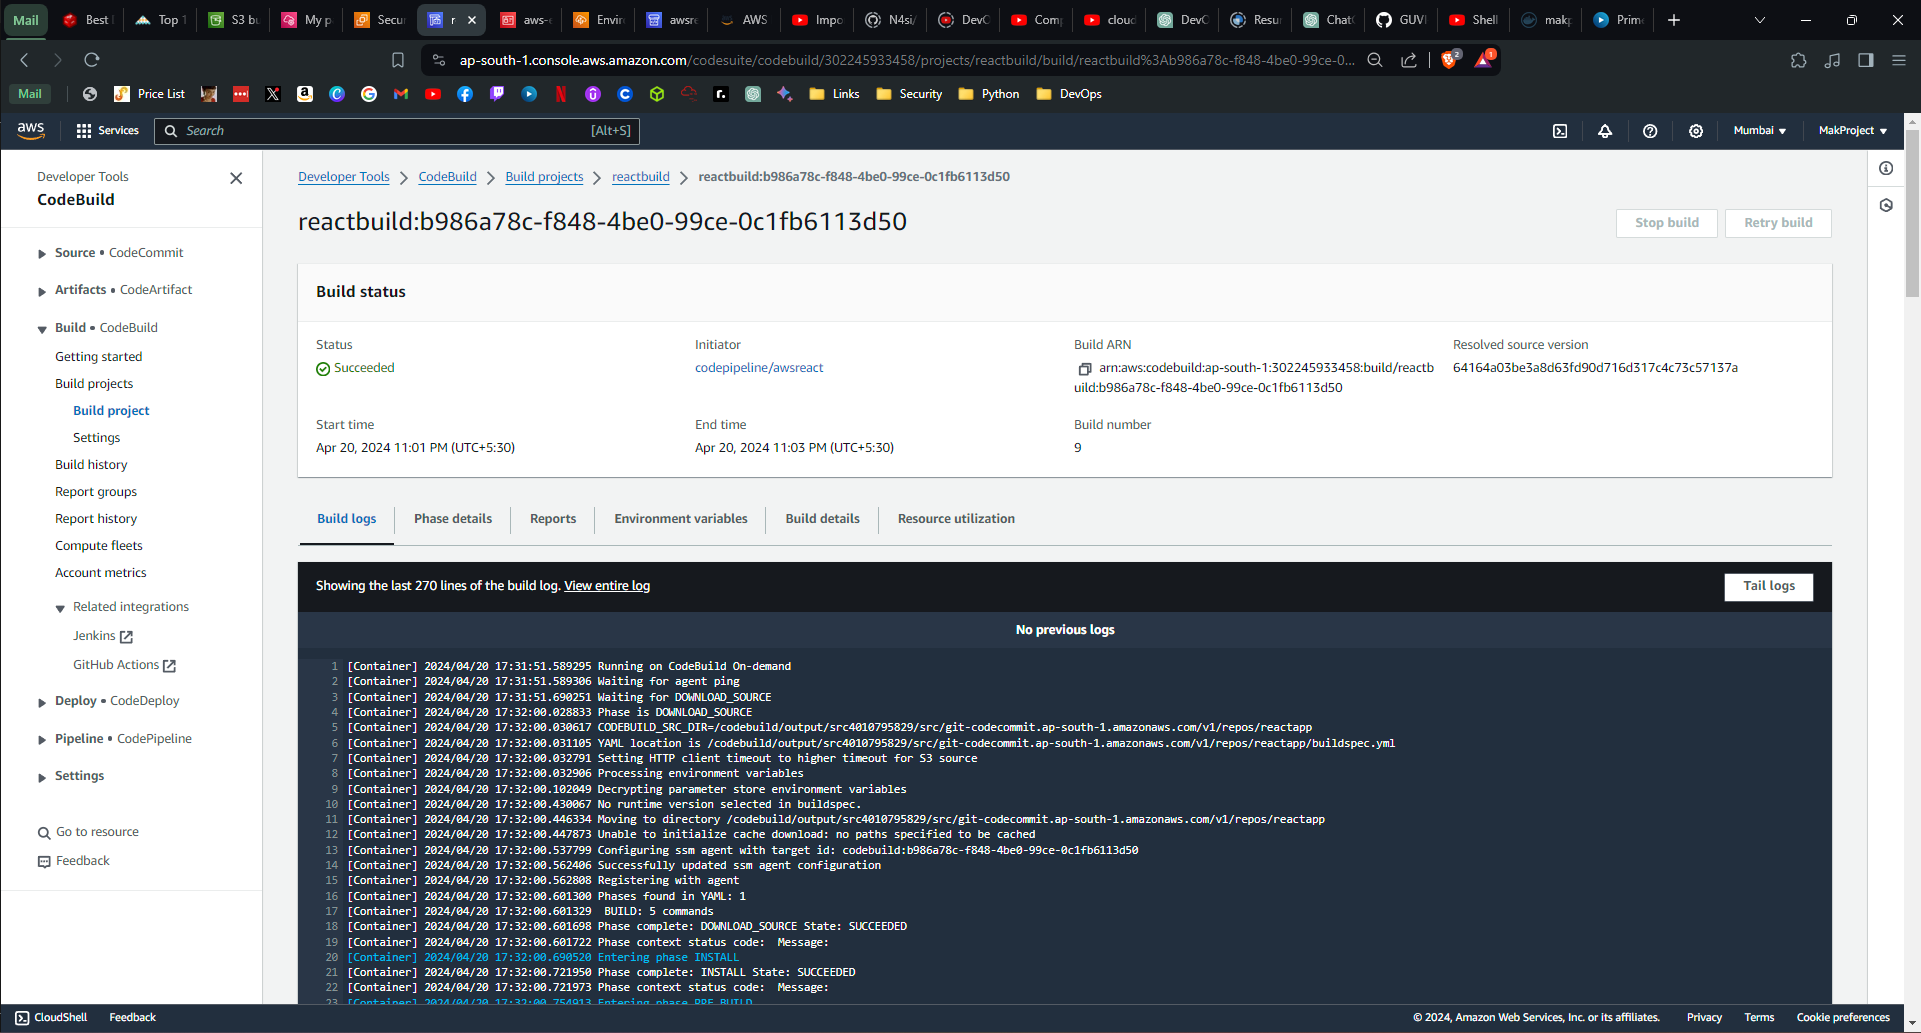 Mail
Best
Top 1
S3 bu
My p
Secur
r
aws-c
Envir
awsre
AWS
Impo
N4si/
DevC
Comp
cloud
DevC
Resur
Chat
GUVI
Shell
makp
Prime
ap-south-1.console.aws.amazon.com/codesuite/codebuild/302245933458/projects/reactbuild/build/reactbuild%3Ab986a78c-f848-4be0-99ce-0...
2
1
Mail
Price List
Links
Security
Python
DevOps
aws
Services
Search
[Alt+S]
Mumbai
MakProject
Developer Tools
CodeBuild
Source • CodeCommit
Artifacts • CodeArtifact
Build • CodeBuild
Getting started
Build projects
Build project
Settings
Build history
Report groups
Report history
Compute fleets
Account metrics
Related integrations
Jenkins
GitHub Actions
Deploy • CodeDeploy
Pipeline • CodePipeline
Settings
Go to resource
Feedback
Developer Tools
CodeBuild
Build projects
reactbuild
reactbuild:b986a78c-f848-4be0-99ce-0c1fb6113d50
reactbuild:b986a78c-f848-4be0-99ce-0c1fb6113d50
Stop build
Retry build
Build status
Status
Succeeded
Initiator
codepipeline/awsreact
Build ARN
arn:aws:codebuild:ap-south-1:302245933458:build/reactb
uild:b986a78c-f848-4be0-99ce-0c1fb6113d50
Resolved source version
64164a03be3a8d63fd90d716d317c4c73c57137a
Start time
Apr 20, 2024 11:01 PM (UTC+5:30)
End time
Apr 20, 2024 11:03 PM (UTC+5:30)
Build number
9
Build logs
Phase details
Reports
Environment variables
Build details
Resource utilization
Showing the last 270 lines of the build log. View entire log
Tail logs
No previous logs
1 [Container] 2024/04/20 17:31:51.589295 Running on CodeBuild On-demand
2 [Container] 2024/04/20 17:31:51.589306 Waiting for agent ping
3 [Container] 2024/04/20 17:31:51.690251 Waiting for DOWNLOAD_SOURCE
4 [Container] 2024/04/20 17:32:00.028833 Phase is DOWNLOAD_SOURCE
5 [Container] 2024/04/20 17:32:00.030617 CODEBUILD_SRC_DIR=/codebuild/output/src4010795829/src/git-codecommit.ap-south-1.amazonaws.com/v1/repos/reactapp
6 [Container] 2024/04/20 17:32:00.031105 YAML location is /codebuild/output/src4010795829/src/git-codecommit.ap-south-1.amazonaws.com/v1/repos/reactapp/buildspec.yml
7 [Container] 2024/04/20 17:32:00.032791 Setting HTTP client timeout to higher timeout for S3 source
8 [Container] 2024/04/20 17:32:00.032906 Processing environment variables
9 [Container] 2024/04/20 17:32:00.102049 Decrypting parameter store environment variables
10 [Container] 2024/04/20 17:32:00.430067 No runtime version selected in buildspec.
11 [Container] 2024/04/20 17:32:00.446334 Moving to directory /codebuild/output/src4010795829/src/git-codecommit.ap-south-1.amazonaws.com/v1/repos/reactapp
12 [Container] 2024/04/20 17:32:00.447873 Unable to initialize cache download: no paths specified to be cached
13 [Container] 2024/04/20 17:32:00.537799 Configuring ssm agent with target id: codebuild:b986a78c-f848-4be0-99ce-0c1fb6113d50
14 [Container] 2024/04/20 17:32:00.562406 Successfully updated ssm agent configuration
15 [Container] 2024/04/20 17:32:00.562808 Registering with agent
16 [Container] 2024/04/20 17:32:00.601300 Phases found in YAML: 1
17 [Container] 2024/04/20 17:32:00.601329 BUILD: 5 commands
18 [Container] 2024/04/20 17:32:00.601698 Phase complete: DOWNLOAD_SOURCE State: SUCCEEDED
19 [Container] 2024/04/20 17:32:00.601722 Phase context status code: Message:
20 [Container] 2024/04/20 17:32:00.690520 Entering phase INSTALL
21 [Container] 2024/04/20 17:32:00.721950 Phase complete: INSTALL State: SUCCEEDED
22 [Container] 2024/04/20 17:32:00.721973 Phase context status code: Message:
23 [Container] 2024/04/20 17:32:00.754913 Entering phase PRE_BUILD
CloudShell
Feedback
© 2024, Amazon Web Services, Inc. or its affiliates.
Privacy
Terms
Cookie preferences